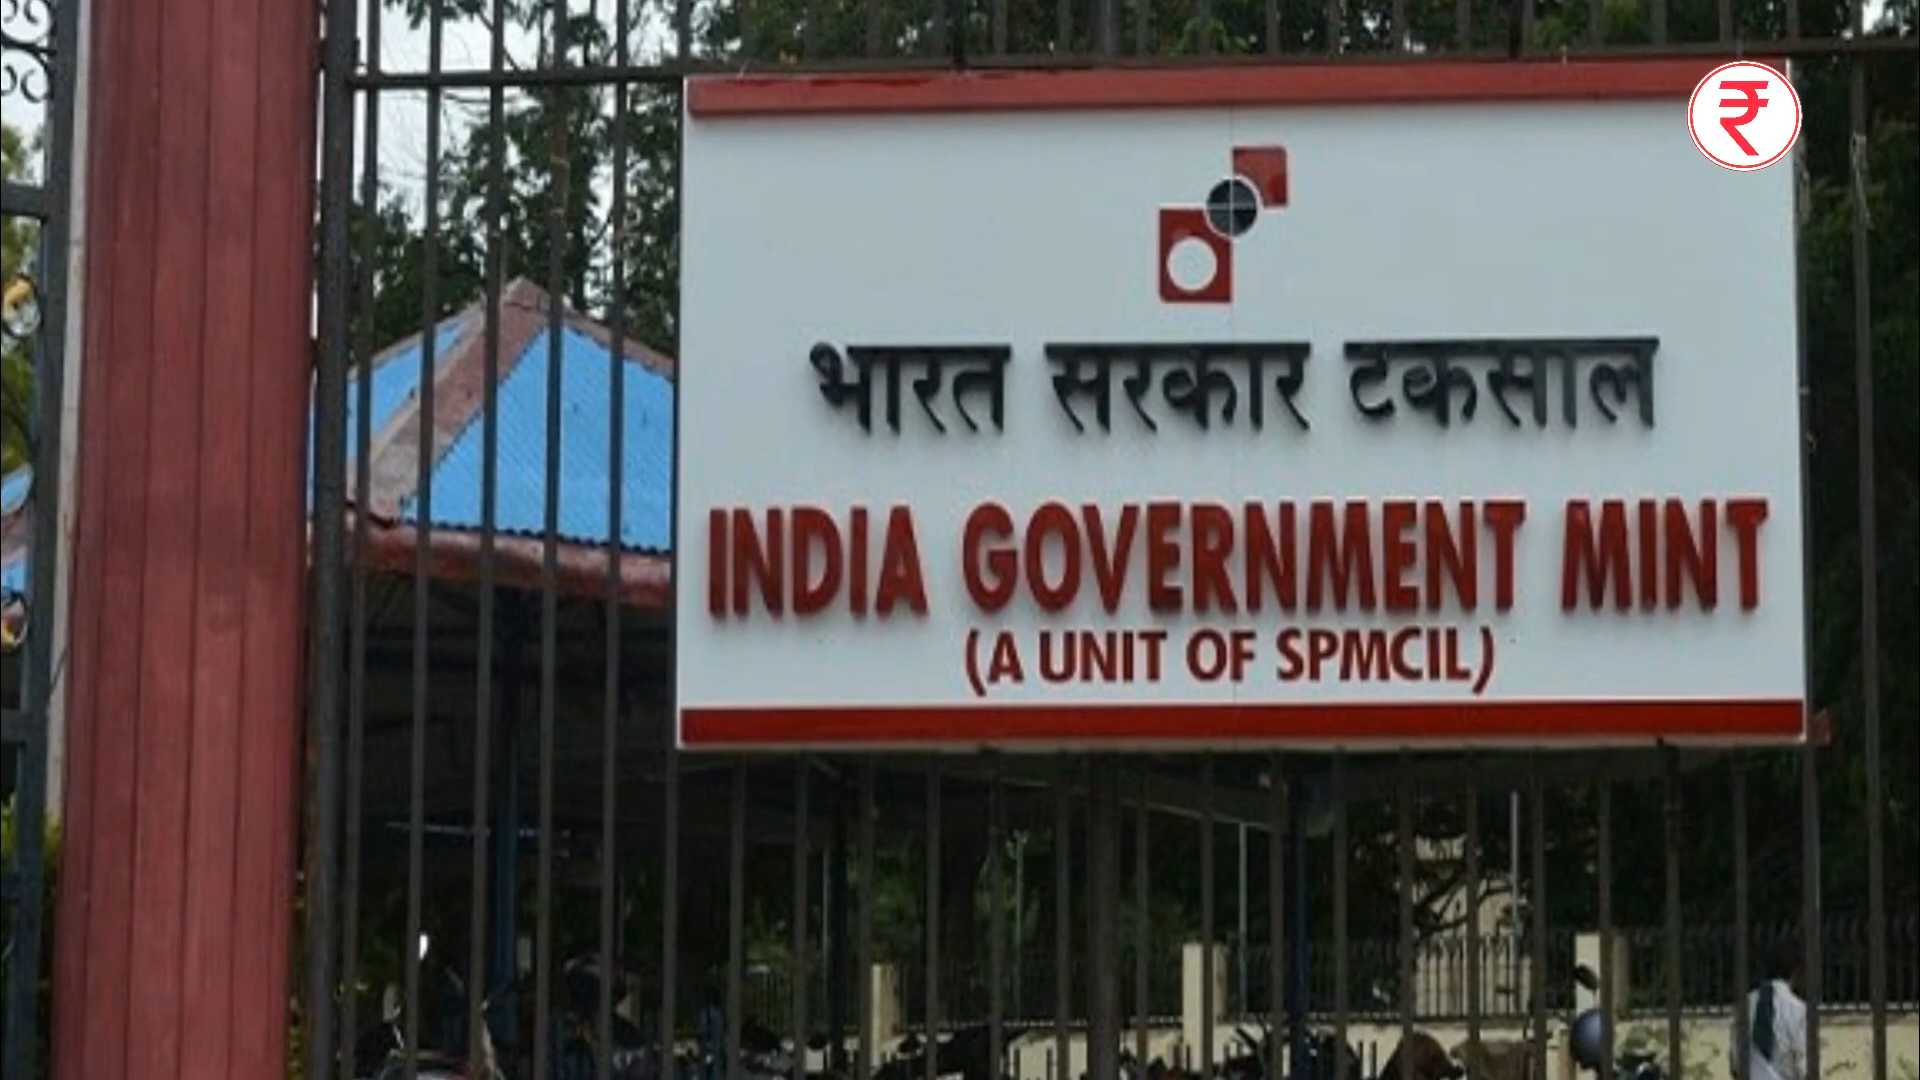 ₹
भारत सरकार टकसाल
INDIA GOVERNMENT MINT
(A UNIT OF SPMCIL)